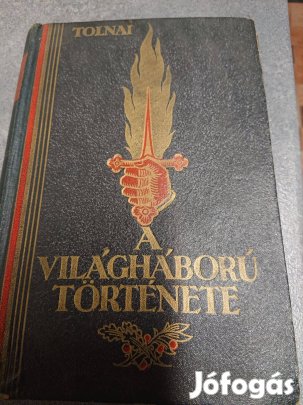 TOLNAI
A
VILÁGHÁBORÚ
TÖRTÉNETE
Jófogás